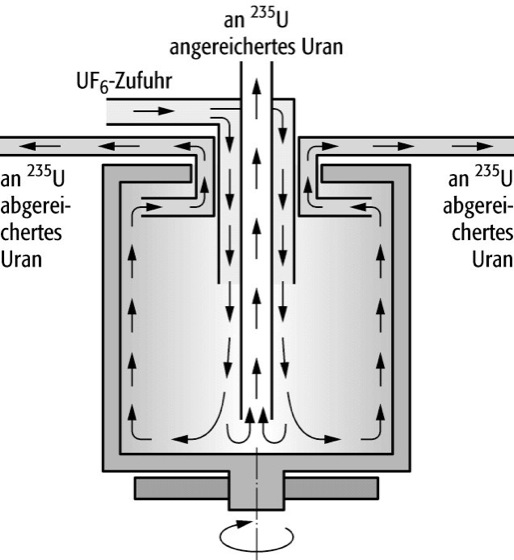 an ²³⁵U
angereichertes Uran
UF₆-Zufuhr
an ²³⁵U
abgerei-
chertes
Uran
an ²³⁵U
abgerei-
chertes
Uran